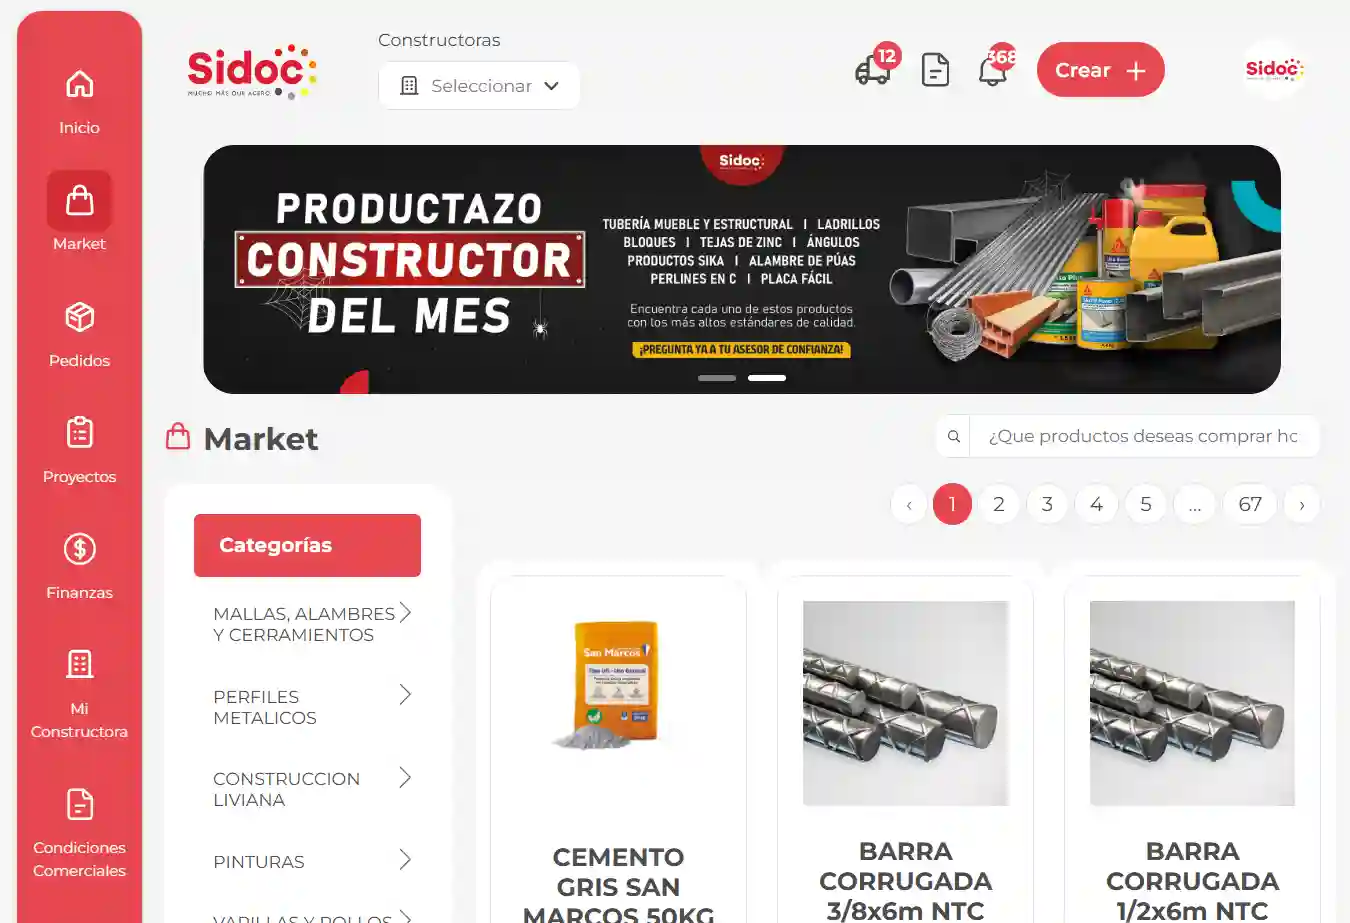 Inicio
Market
Pedidos
Proyectos
Finanzas
Mi
Constructora
Condiciones
Comerciales
Sidoc
MUCHO MÁS QUE ACERO
Constructoras
Seleccionar
12
368
Crear +
Sidoc
Sidoc
PRODUCTAZO
CONSTRUCTOR
DEL MES
TUBERÍA MUEBLE Y ESTRUCTURAL I LADRILLOS
BLOQUES I TEJAS DE ZINC I ÁNGULOS
PRODUCTOS SIKA I ALAMBRE DE PÚAS
PERLINES EN C I PLACA FÁCIL
Encuentra cada uno de estos productos
con los más altos estándares de calidad.
¡PREGUNTA YA A TU ASESOR DE CONFIANZA!
Market
¿Que productos deseas comprar ho
‹ 1 2 3 4 5 ... 67 ›
Categorías
MALLAS, ALAMBRES
Y CERRAMIENTOS
PERFILES
METALICOS
CONSTRUCCION
LIVIANA
PINTURAS
VARILLAS Y ROLLOS
San Marcos
CEMENTO
GRIS SAN
MARCOS 50KG
BARRA
CORRUGADA
3/8x6m NTC
BARRA
CORRUGADA
1/2x6m NTC